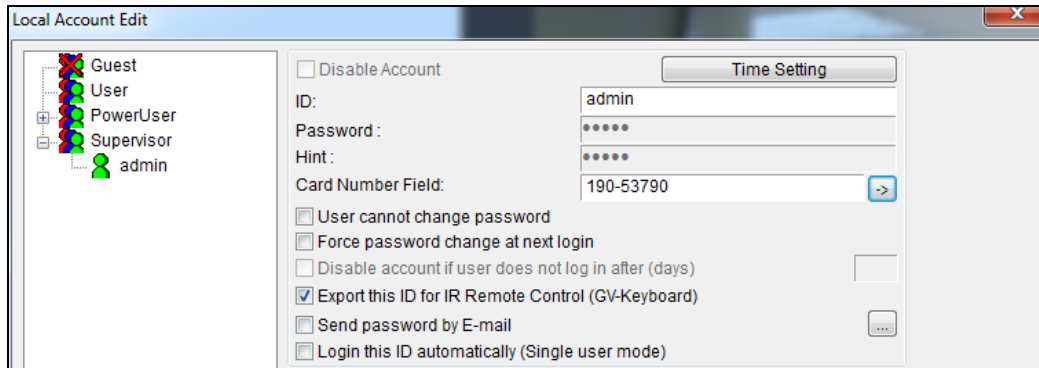 Local Account Edit
X
Guest
User
PowerUser
Supervisor
admin
Disable Account
Time Setting
ID:
admin
Password :
•••••
Hint :
•••••
Card Number Field:
190-53790
->
User cannot change password
Force password change at next login
Disable account if user does not log in after (days)
Export this ID for IR Remote Control (GV-Keyboard)
Send password by E-mail
...
Login this ID automatically (Single user mode)